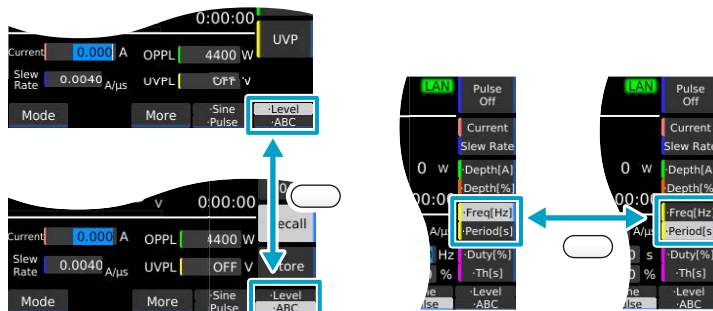 0:00:00
UVP
Current 0.000 A OPPL 4400 W
Slew Rate 0.0040 A/µs UVPL OFF V
Mode More ·Sine ·Pulse ·Level ·ABC
V 0:00:00
Current 0.000 A OPPL 4400 W
Slew Rate 0.0040 A/µs UVPL OFF V
Mode More ·Sine ·Pulse ·Level ·ABC
LAN Pulse Off
Current
Slew Rate
0 W ·Depth[A]
·Depth[%]
·Freq[Hz]
·Period[s]
Hz ·Duty[%]
% ·Th[s]
·Level
·ABC
LAN Pulse Off
Current
Slew Rate
0 W ·Depth[A]
·Depth[%]
·Freq[Hz]
·Period[s]
s ·Duty[%]
% ·Th[s]
·Level
·ABC